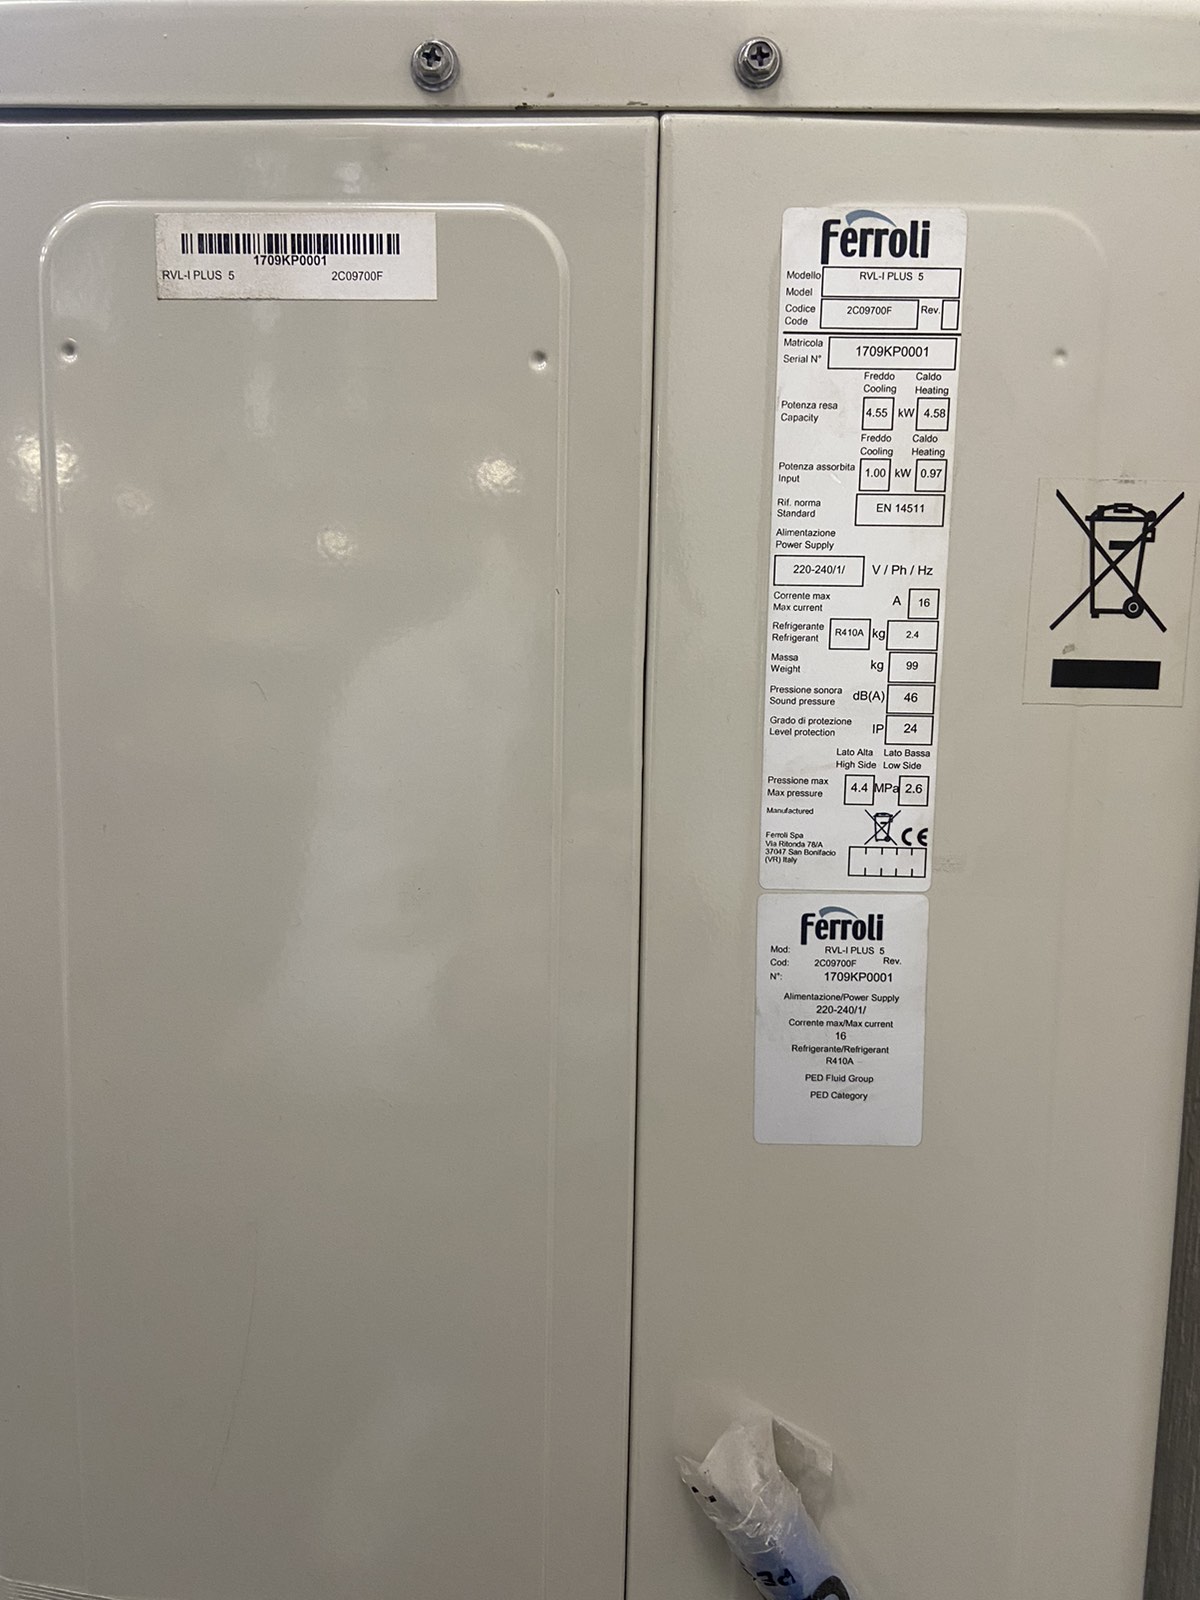 1709KP0001
RVL-I PLUS 5 2C09700F
Ferroli
Modello RVL-I PLUS 5
Model
Codice 2C09700F Rev.
Code
Matricola 1709KP0001
Serial N°
Freddo Caldo
Cooling Heating
Potenza resa 4.55 kW 4.58
Capacity
Freddo Caldo
Cooling Heating
Potenza assorbita 1.00 kW 0.97
Input
Rif. norma EN 14511
Standard
Alimentazione
Power Supply
220-240/1/ V / Ph / Hz
Corrente max A 16
Max current
Refrigerante R410A kg 2.4
Refrigerant
Massa kg 99
Weight
Pressione sonora dB(A) 46
Sound pressure
Grado di protezione IP 24
Level protection
Lato Alta Lato Bassa
High Side Low Side
Pressione max 4.4 MPa 2.6
Max pressure
Manufactured
CE
Ferroli Spa
Via Ritonda 78/A
37047 San Bonifacio
(VR) Italy
Ferroli
Mod: RVL-I PLUS 5
Cod: 2C09700F Rev.
N°: 1709KP0001
Alimentazione/Power Supply
220-240/1/
Corrente max/Max current
16
Refrigerante/Refrigerant
R410A
PED Fluid Group
PED Category